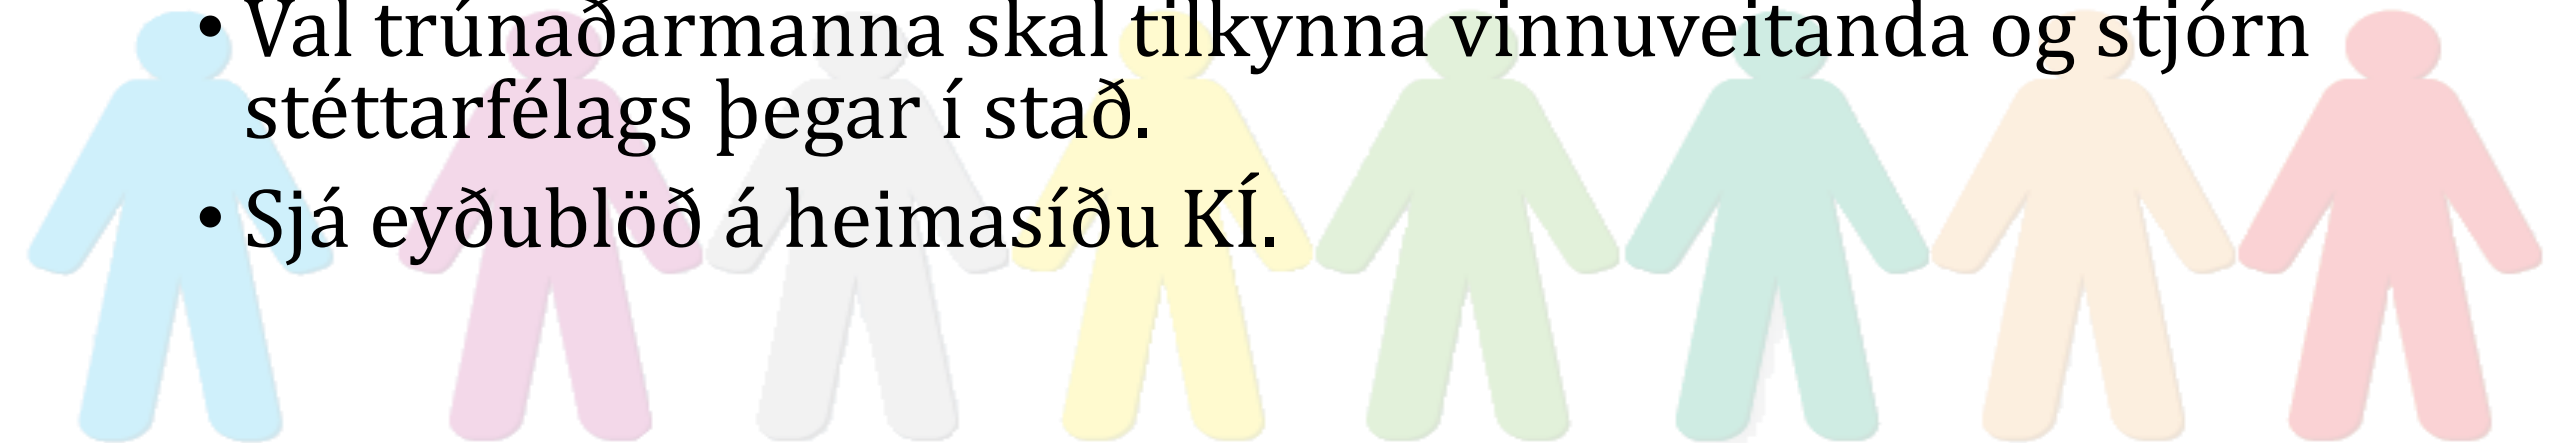 • Val trúnaðarmanna skal tilkynna vinnuveitanda og stjórn
stéttarfélags þegar í stað.
• Sjá eyðublöð á heimasíðu KÍ.